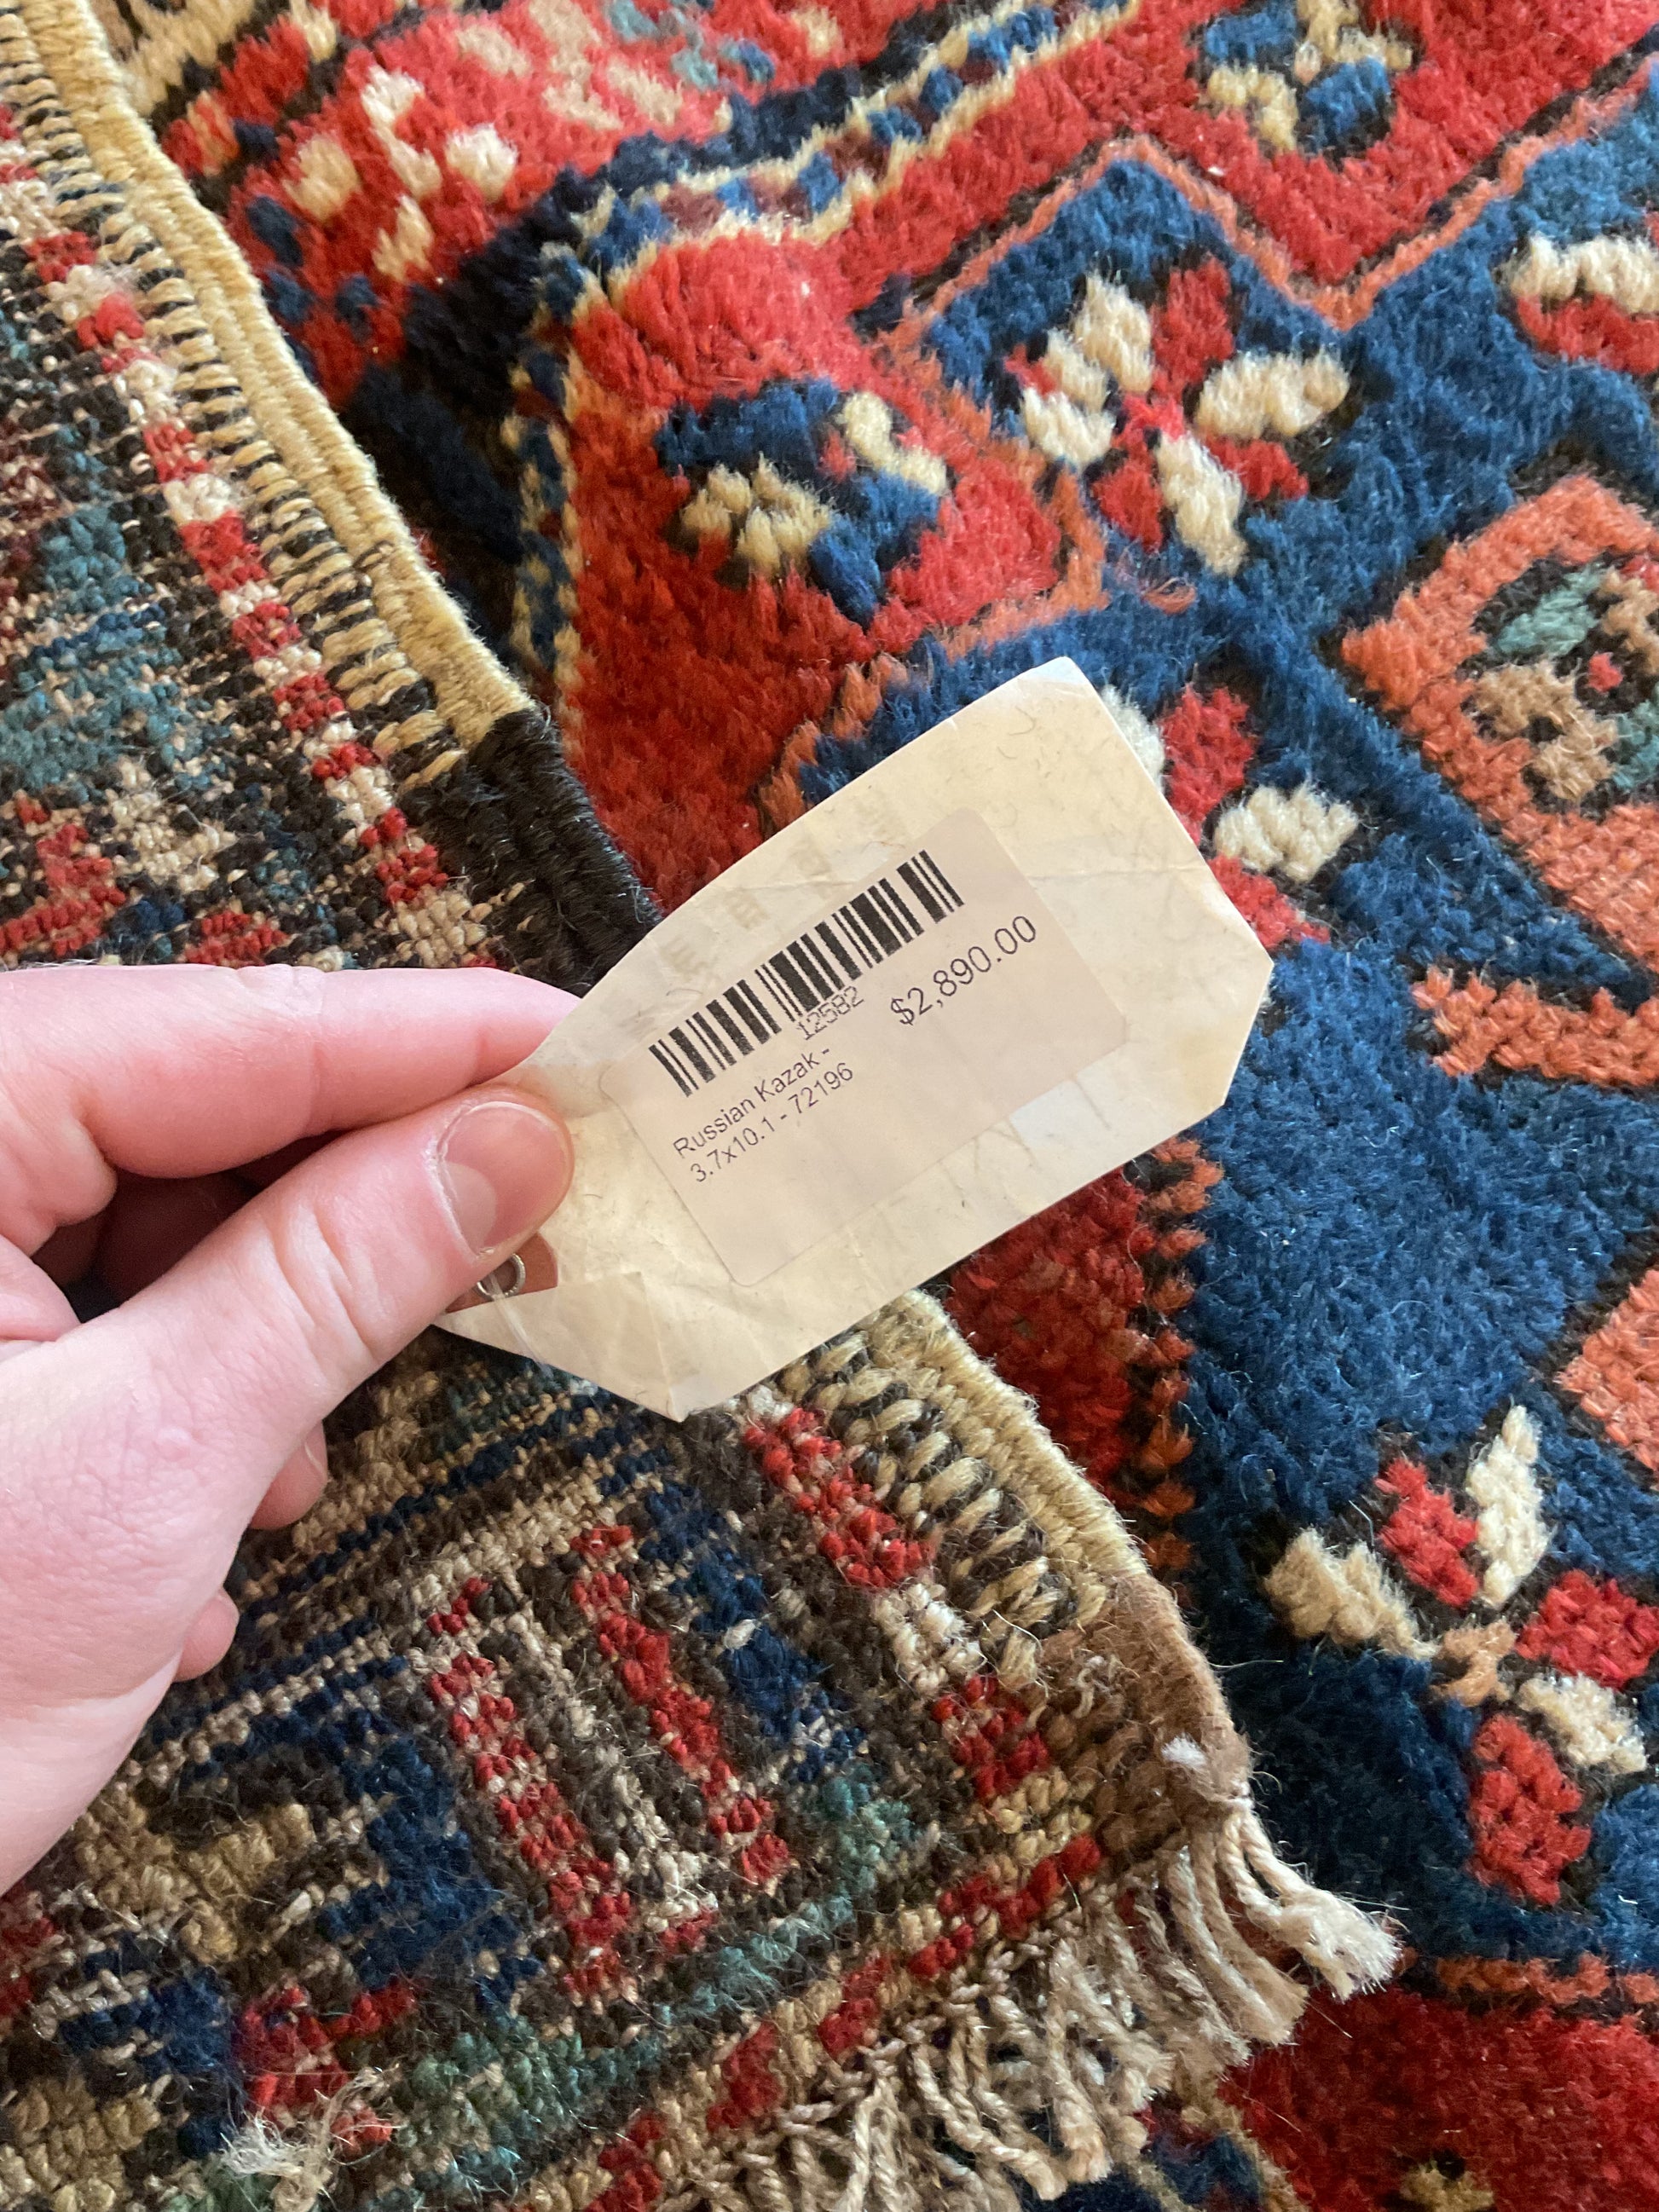 12582
$2,890.00
Russian Kazak -
3.7x10.1 - 72196